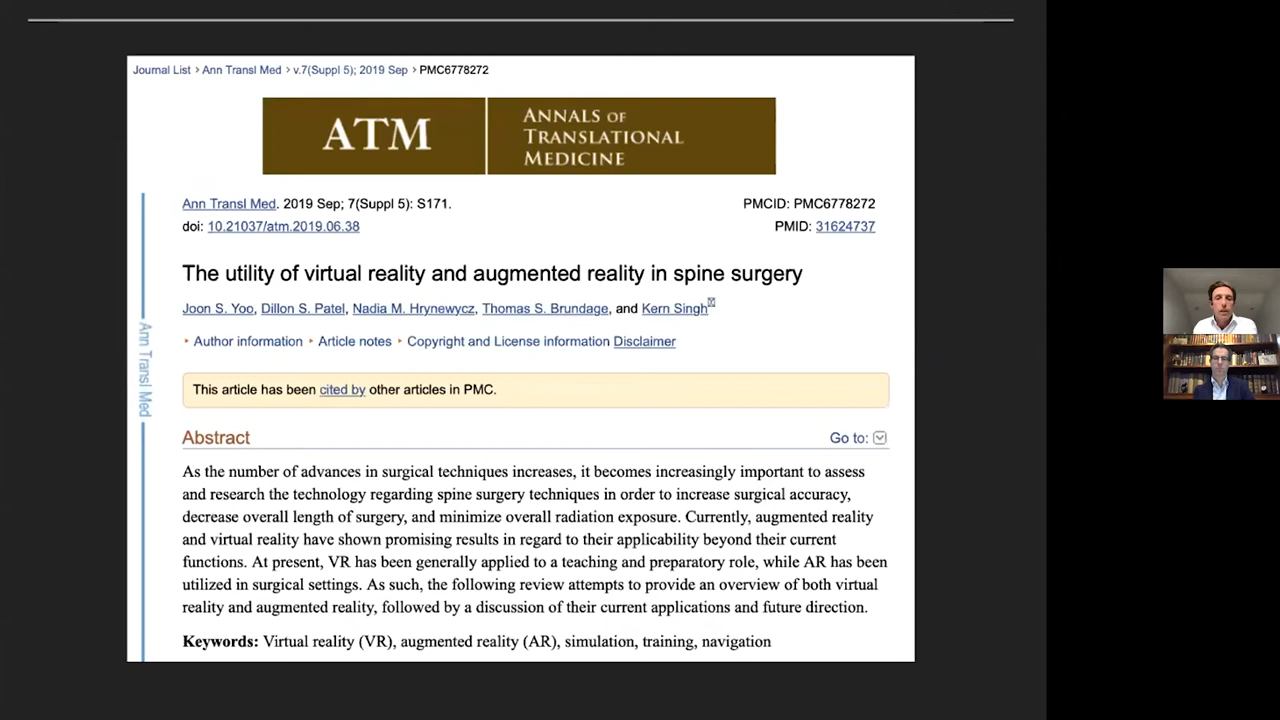 Journal List > Ann Transl Med > v.7(Suppl 5); 2019 Sep > PMC6778272
ATM
ANNALS OF
TRANSLATIONAL
MEDICINE
Ann Transl Med. 2019 Sep; 7(Suppl 5): S171.
PMCID: PMC6778272
doi: 10.21037/atm.2019.06.38
PMID: 31624737
The utility of virtual reality and augmented reality in spine surgery
Joon S. Yoo, Dillon S. Patel, Nadia M. Hrynewycz, Thomas S. Brundage, and Kern Singh
Author information Article notes Copyright and License information Disclaimer
Ann Transl Med
This article has been cited by other articles in PMC.
Abstract
Go to:
As the number of advances in surgical techniques increases, it becomes increasingly important to assess
and research the technology regarding spine surgery techniques in order to increase surgical accuracy,
decrease overall length of surgery, and minimize overall radiation exposure. Currently, augmented reality
and virtual reality have shown promising results in regard to their applicability beyond their current
functions. At present, VR has been generally applied to a teaching and preparatory role, while AR has been
utilized in surgical settings. As such, the following review attempts to provide an overview of both virtual
reality and augmented reality, followed by a discussion of their current applications and future direction.
Keywords: Virtual reality (VR), augmented reality (AR), simulation, training, navigation